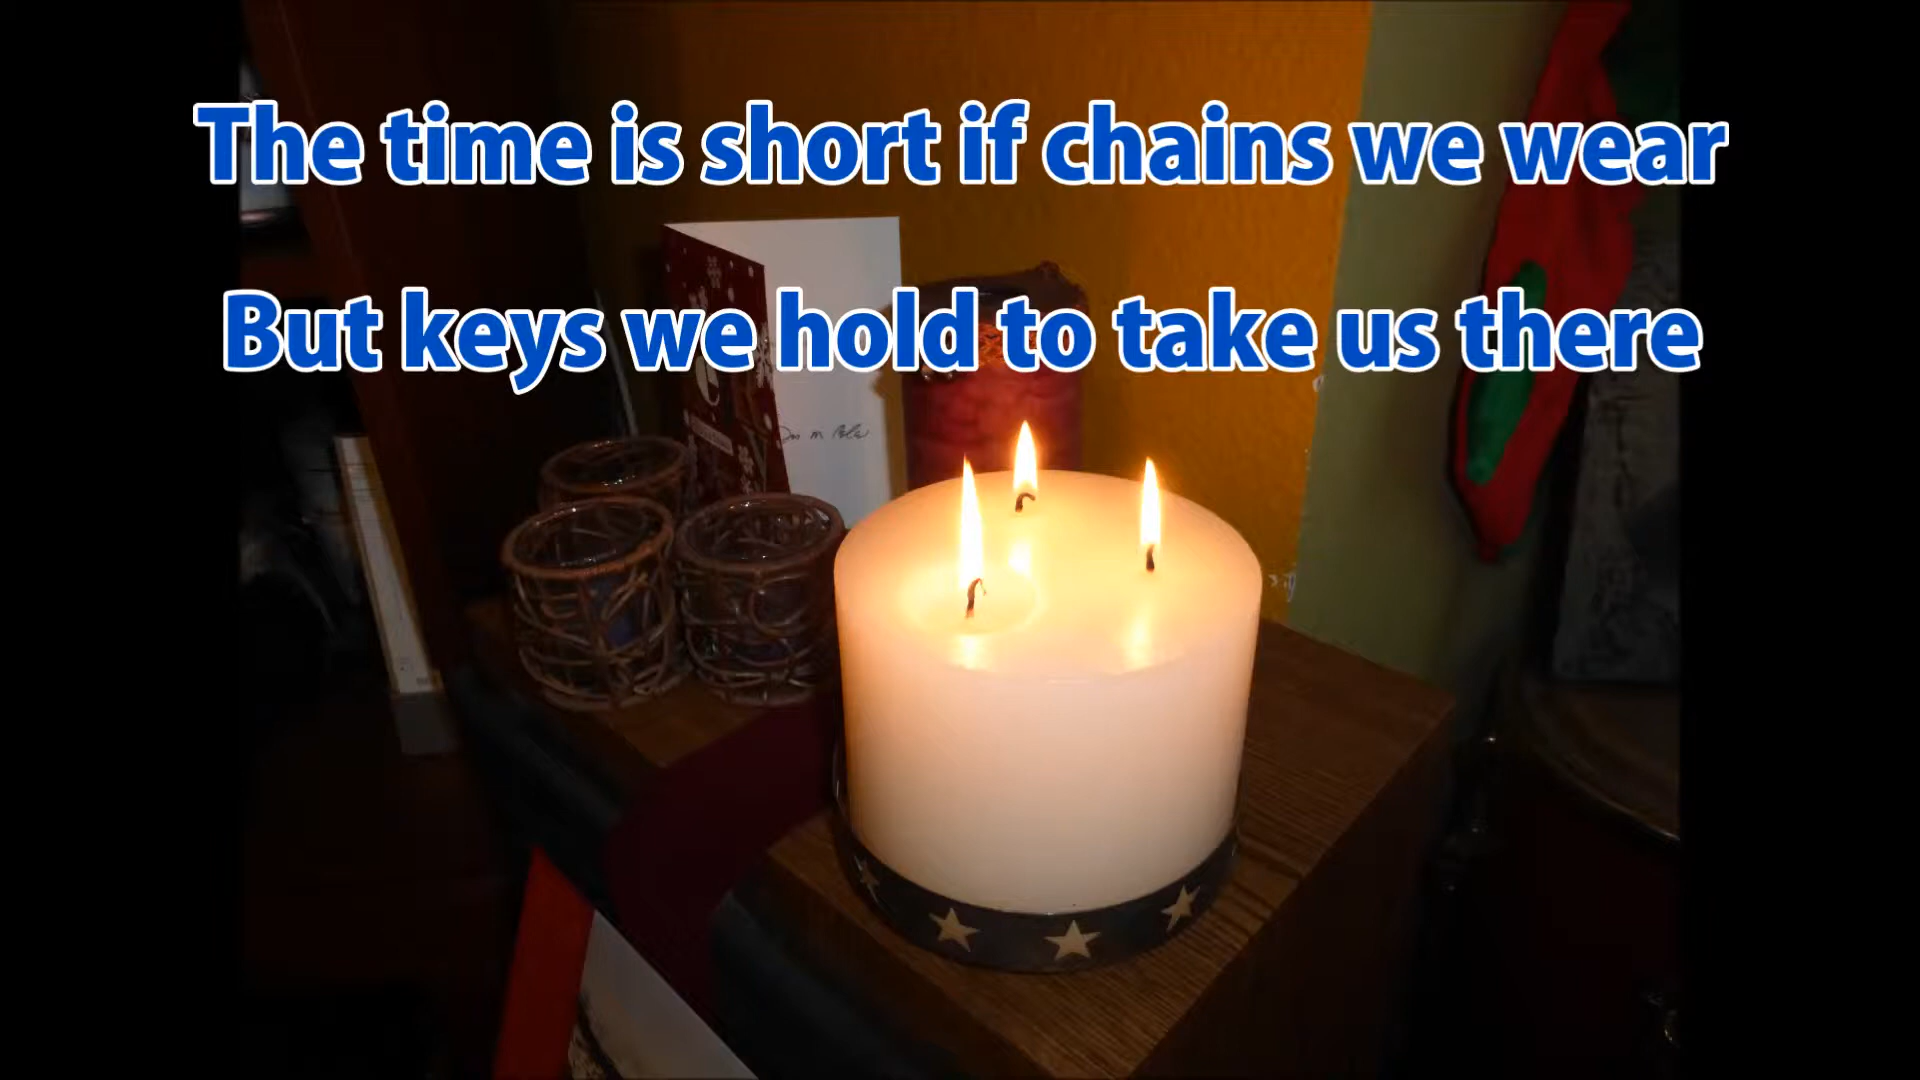 The time is short if chains we wear
But keys we hold to take us there